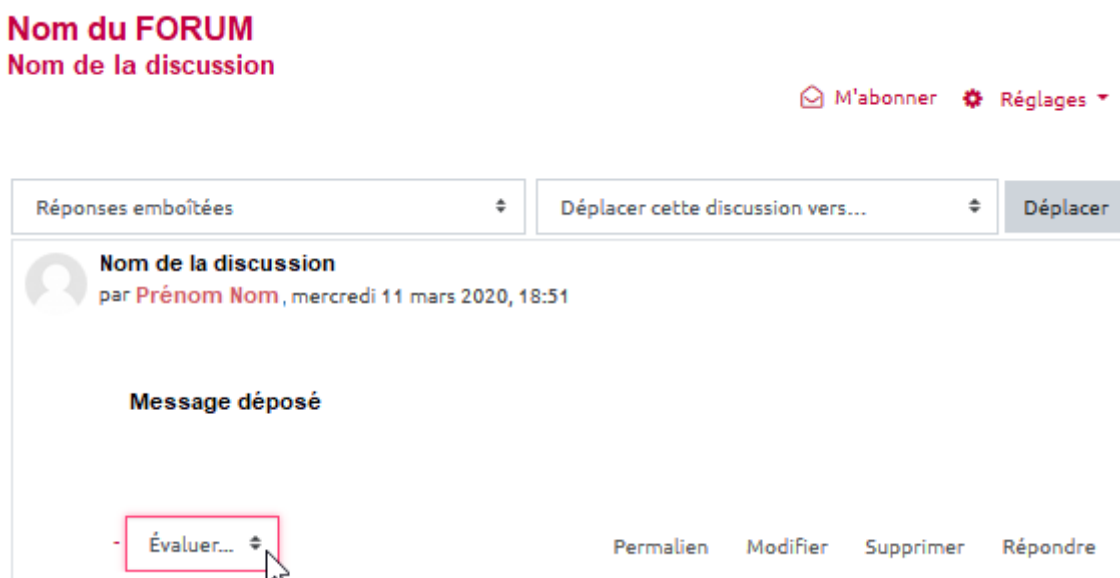 Nom du FORUM
Nom de la discussion
M'abonner Réglages
Réponses emboîtées Déplacer cette discussion vers... Déplacer
Nom de la discussion
par Prénom Nom, mercredi 11 mars 2020, 18:51
Message déposé
- Évaluer... Permalien Modifier Supprimer Répondre